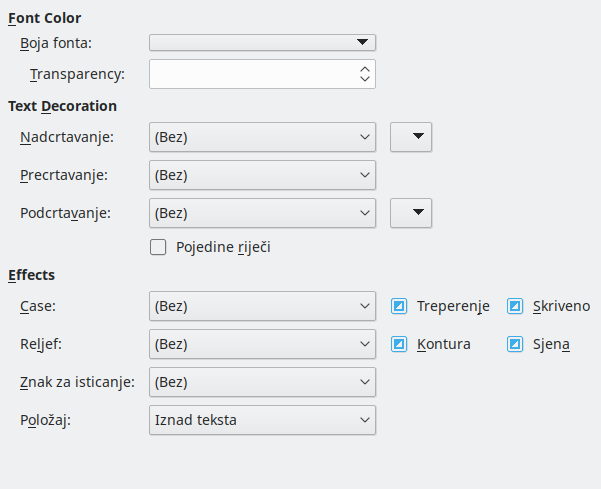 Font Color
Boja fonta:
Transparency:
Text Decoration
Nadcrtavanje: (Bez)
Precrtavanje: (Bez)
Podcrtavanje: (Bez)
Pojedine riječi
Effects
Case: (Bez) Treperenje Skriveno
Reljef: (Bez) Kontura Sjena
Znak za isticanje: (Bez)
Položaj: Iznad teksta